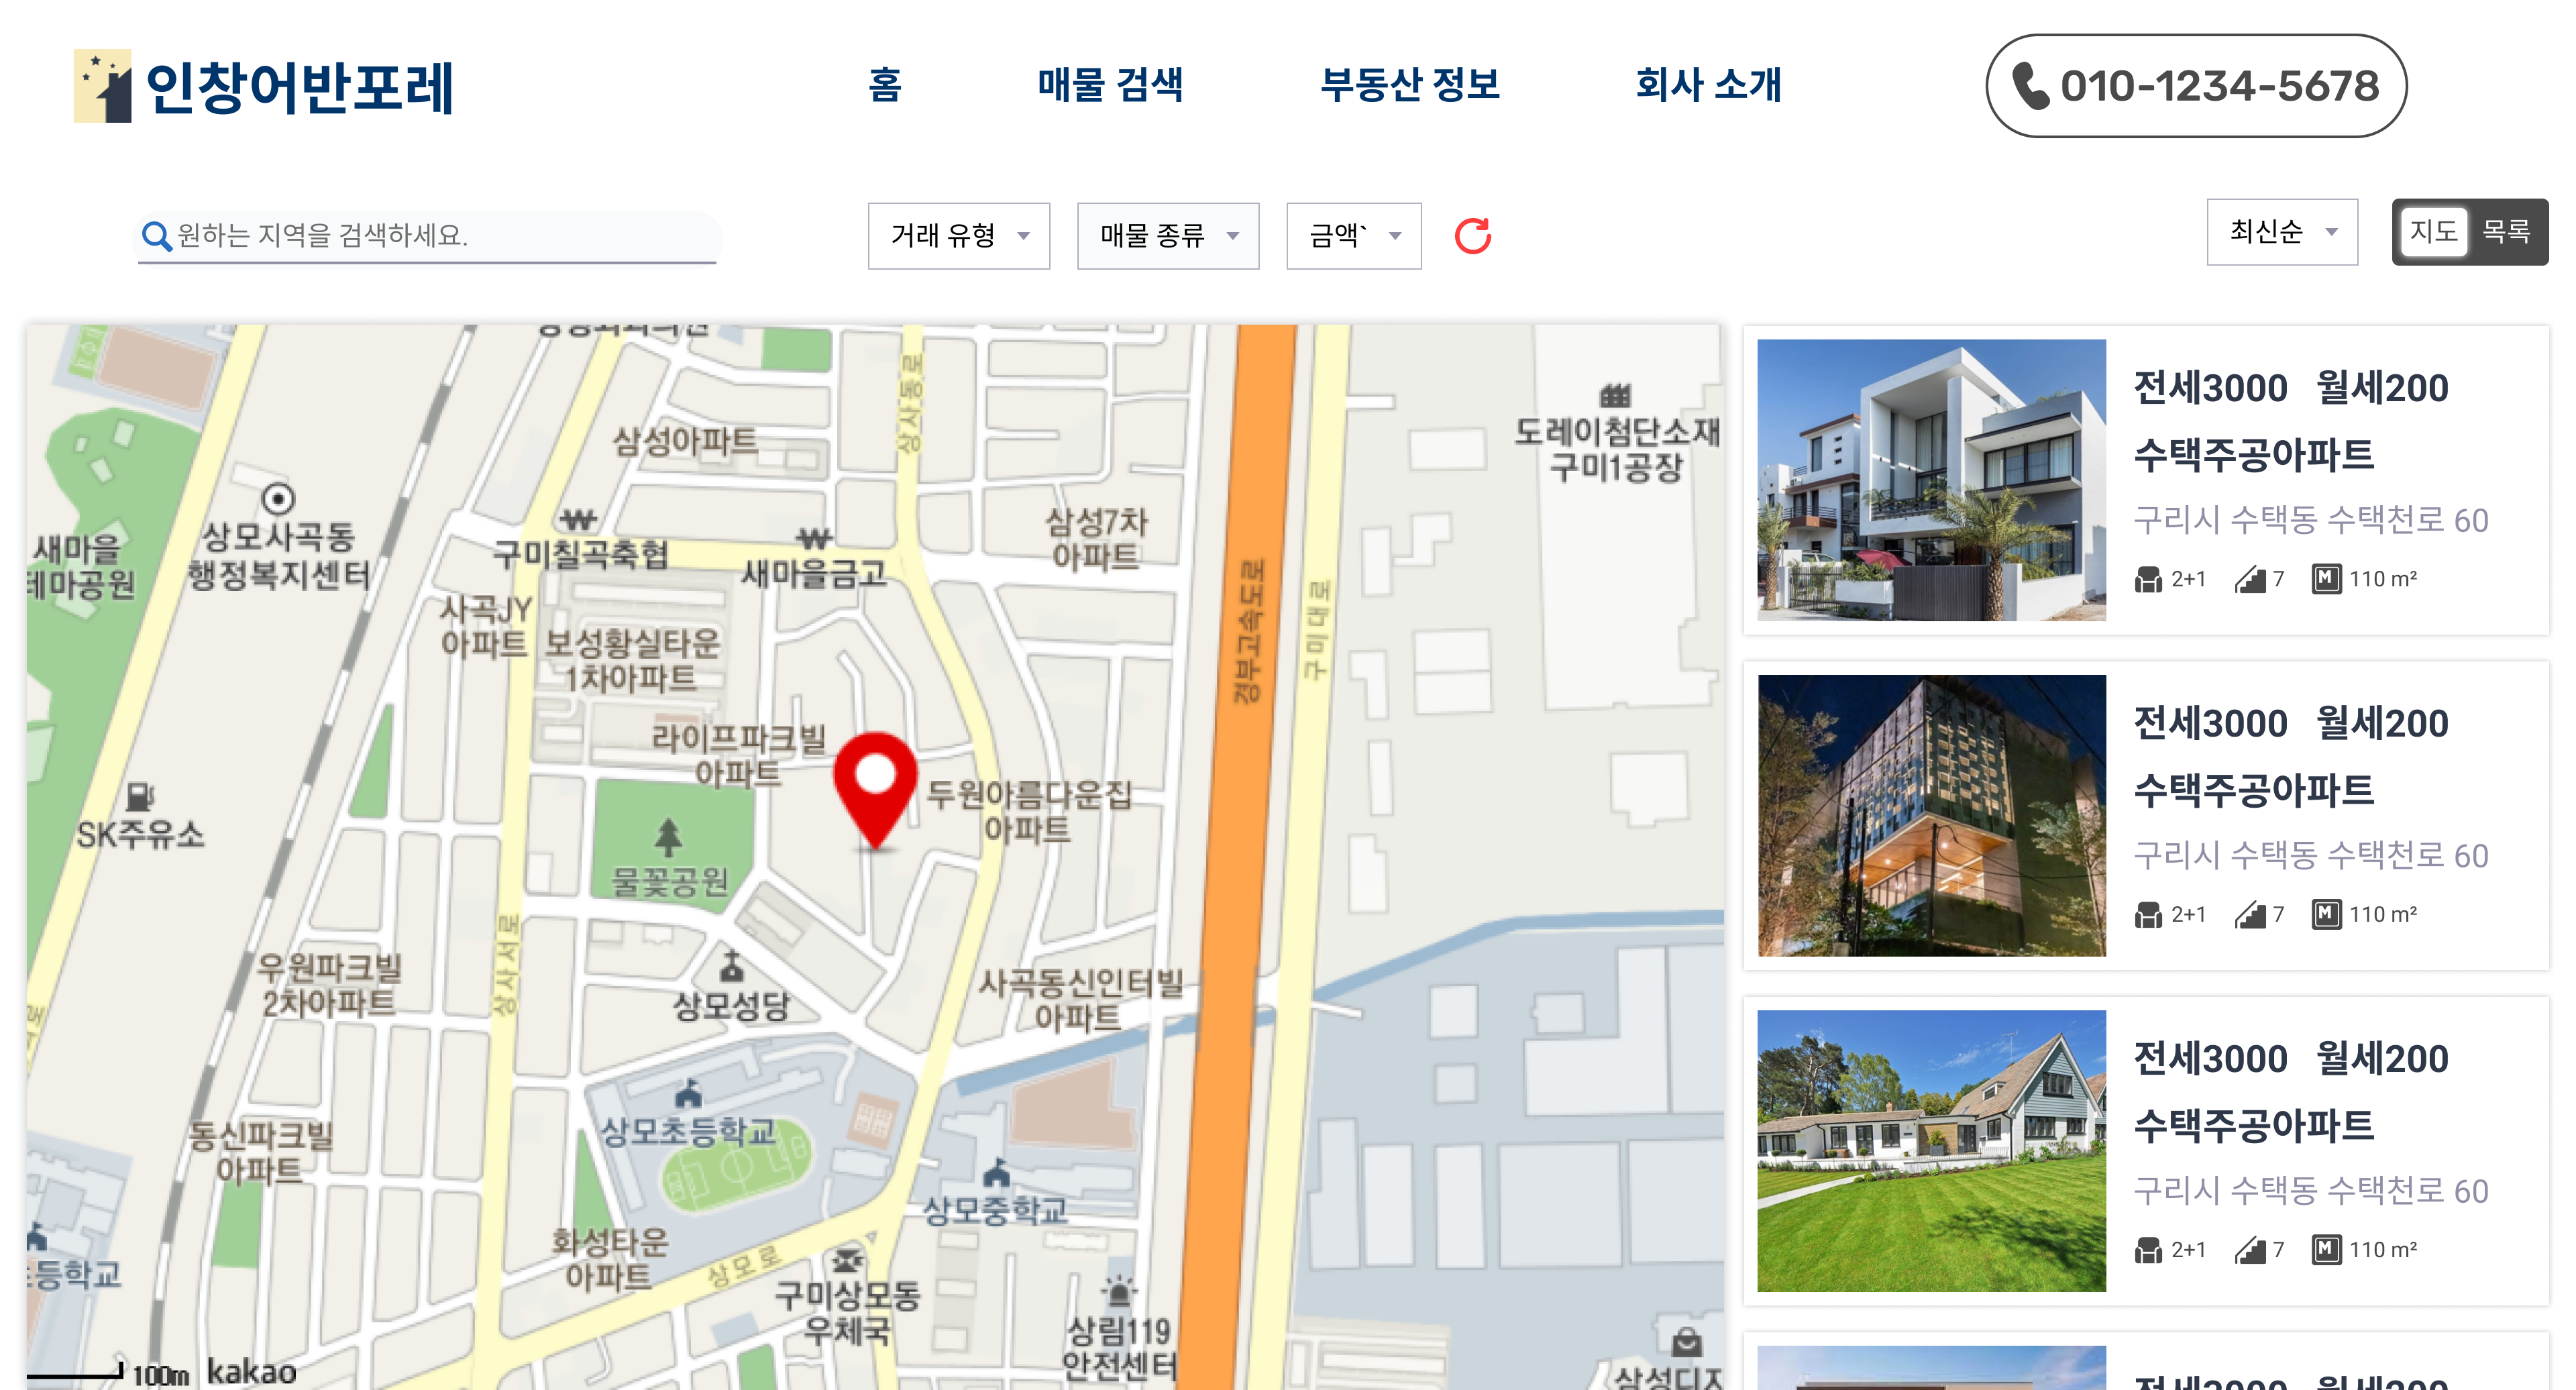 인창어반포레
홈
매물 검색
부동산 정보
회사 소개
010-1234-5678
원하는 지역을 검색하세요.
거래 유형
매물 종류
금액`
최신순
지도
목록
삼성아파트
상사동로
도레이첨단소재
구미1공장
상모사곡동
행정복지센터
새마을
테마공원
구미칠곡축협
새마을금고
삼성7차
아파트
경부고속도로
구미대로
사곡JY
아파트
보성황실타운
1차아파트
라이프파크빌
아파트
두원아름다운집
아파트
SK주유소
물꽃공원
상사서로
우원파크빌
2차아파트
상모성당
사곡동신인터빌
아파트
상모초등학교
동신파크빌
아파트
상모중학교
화성타운
아파트
상모로
구미상모동
우체국
상림119
안전센터
초등학교
삼성디지
100m
kakao
전세3000 월세200
수택주공아파트
구리시 수택동 수택천로 60
2+1 7 M 110 m²
전세3000 월세200
수택주공아파트
구리시 수택동 수택천로 60
2+1 7 M 110 m²
전세3000 월세200
수택주공아파트
구리시 수택동 수택천로 60
2+1 7 M 110 m²
전세3000 월세200